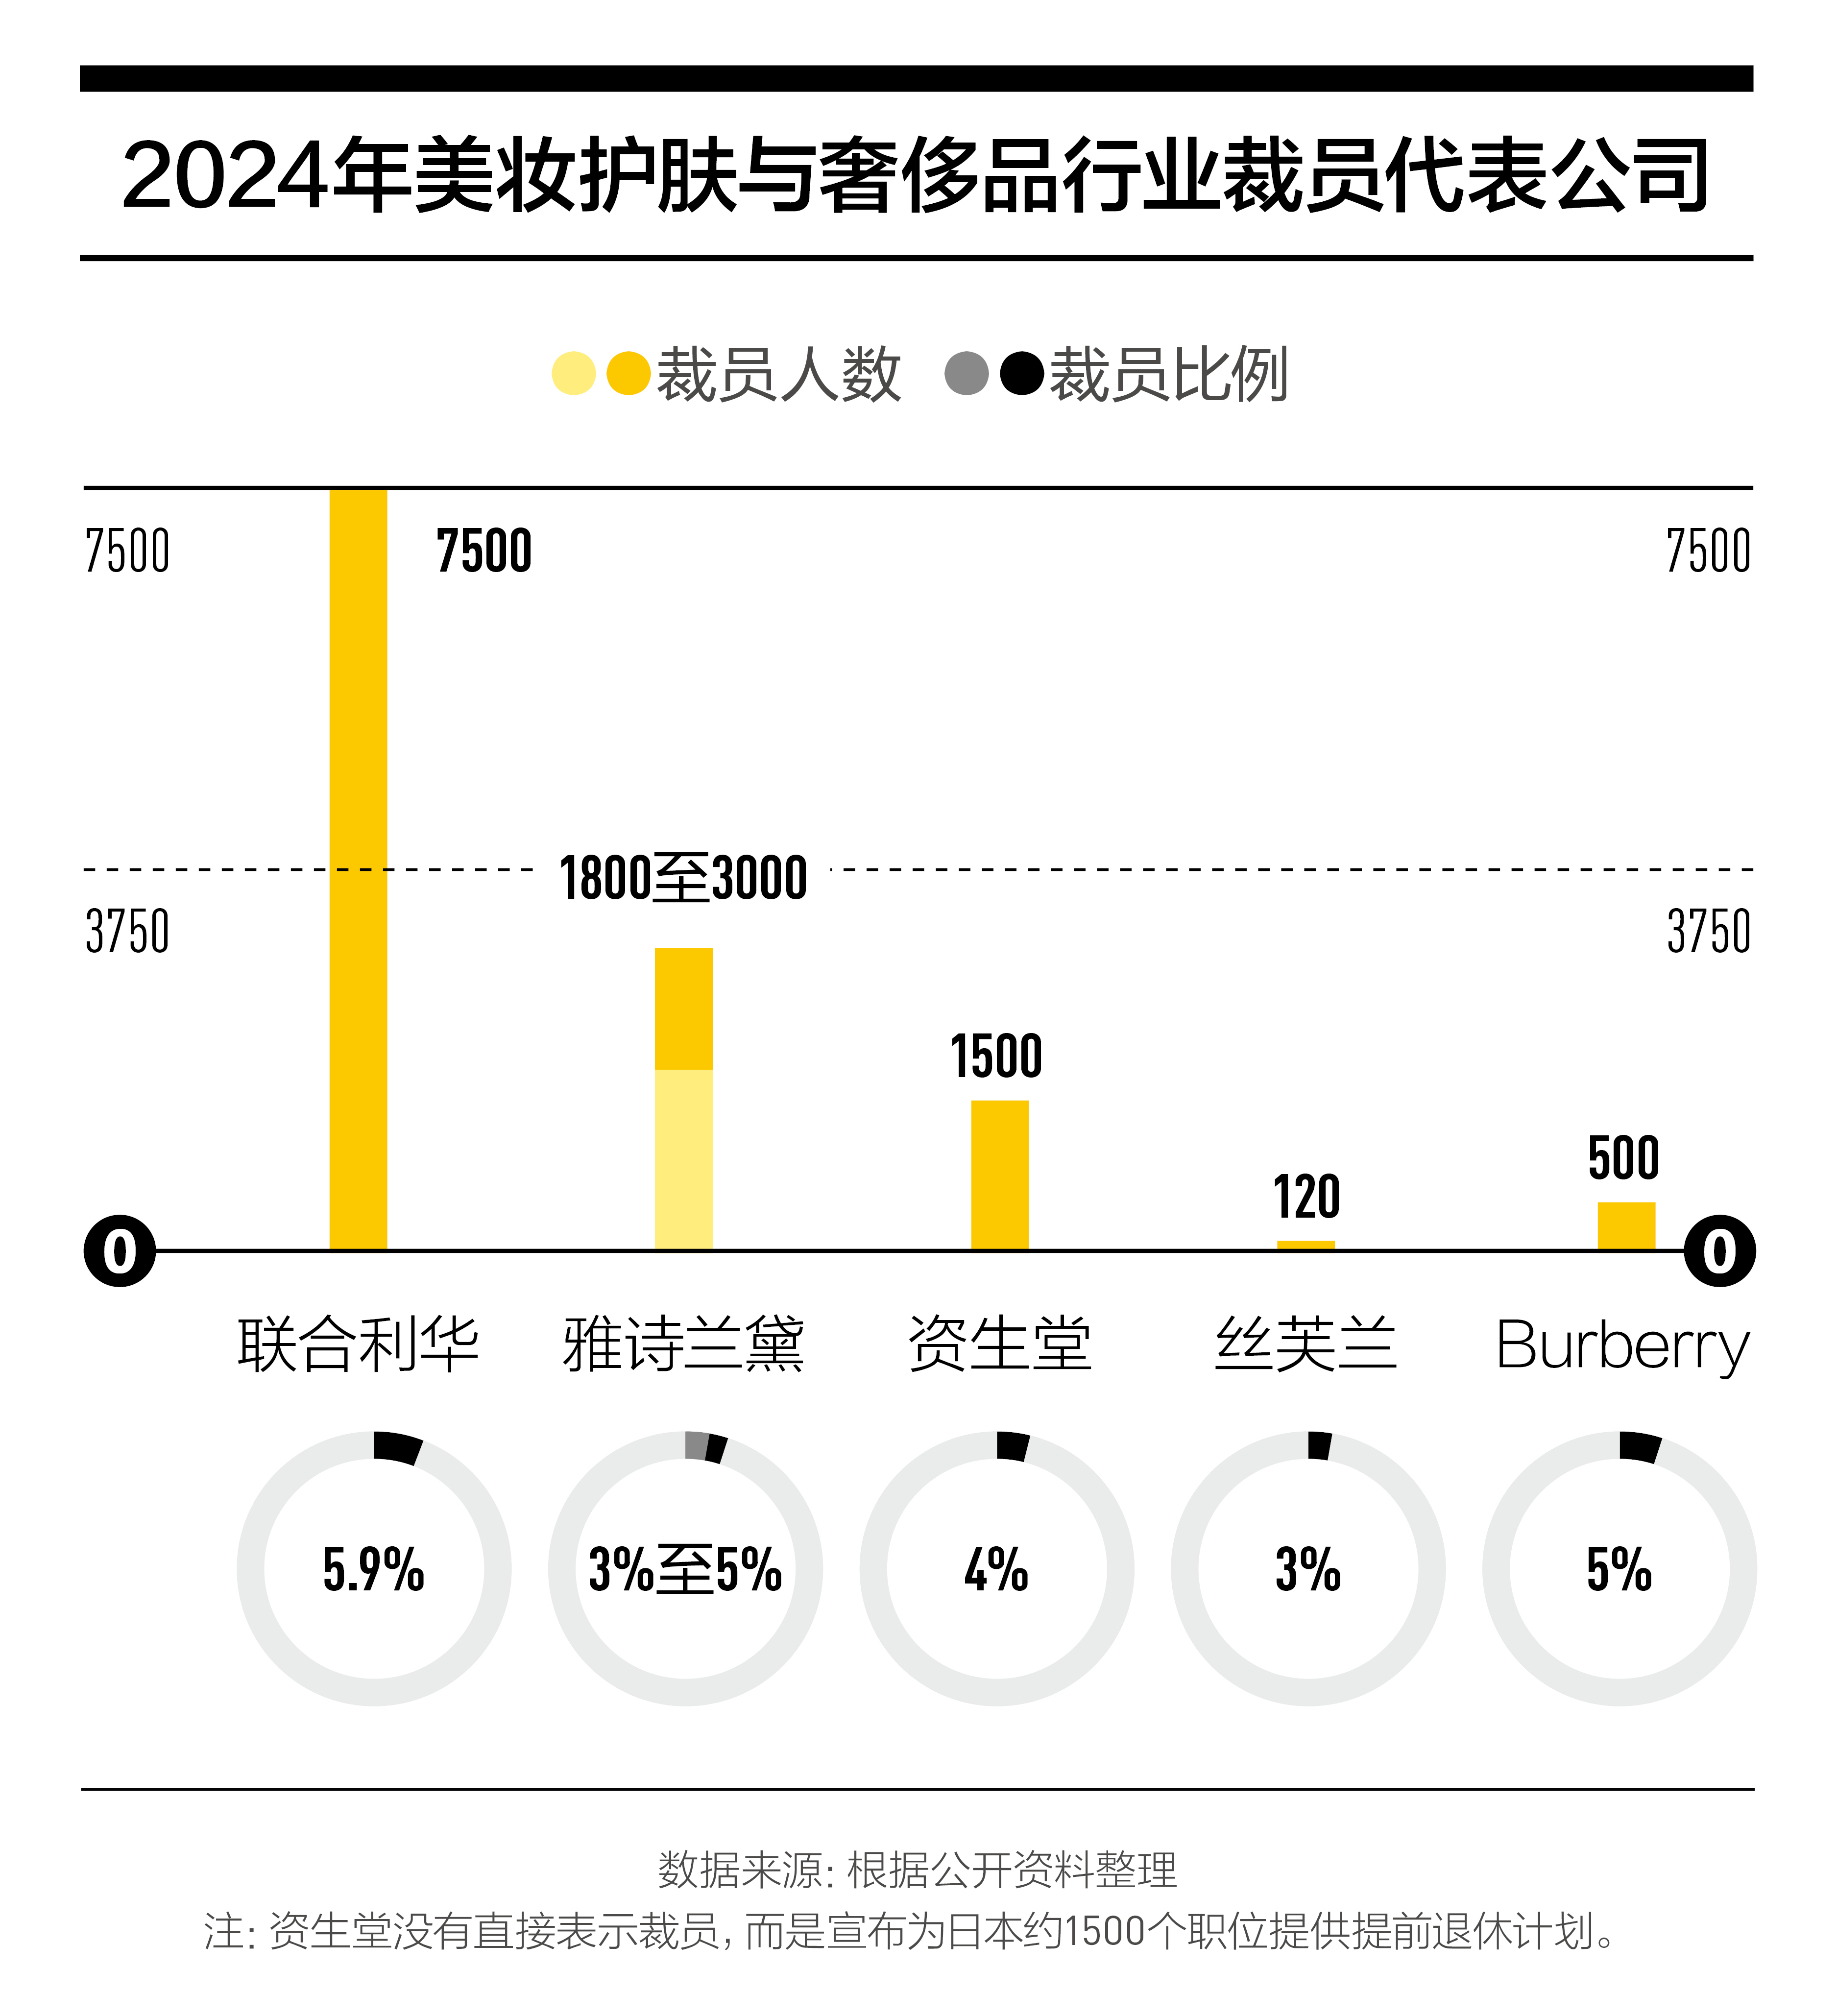 2024年美妆护肤与奢侈品行业裁员代表公司
裁员人数 裁员比例
7500 7500 7500
1800至3000
3750 3750
1500
120
500
0 0
联合利华 雅诗兰黛 资生堂 丝芙兰 Burberry
5.9% 3%至5% 4% 3% 5%
数据来源：根据公开资料整理
注：资生堂没有直接表示裁员，而是宣布为日本约1500个职位提供提前退休计划。